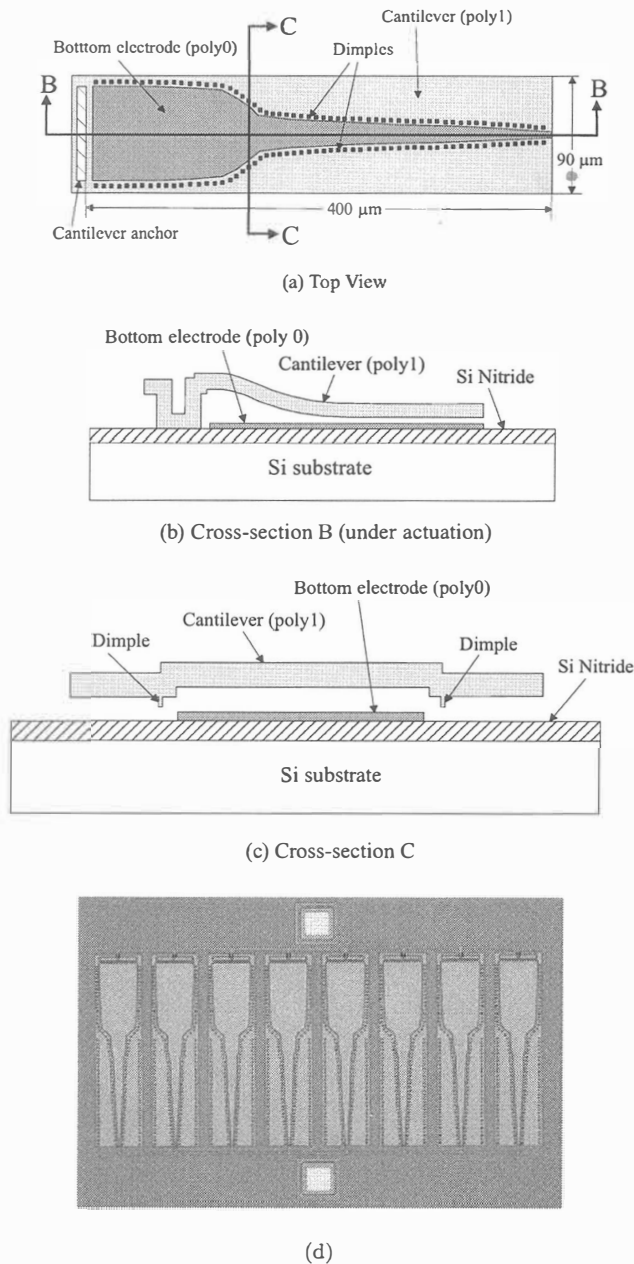 C
Cantilever (poly1)
Bottom electrode (poly0)
Dimples
B
B
90 μm
400 μm
C
Cantilever anchor
(a) Top View
Bottom electrode (poly 0)
Cantilever (poly1)
Si Nitride
Si substrate
(b) Cross-section B (under actuation)
Bottom electrode (poly0)
Cantilever (poly1)
Dimple
Dimple
Si Nitride
Si substrate
(c) Cross-section C
(d)